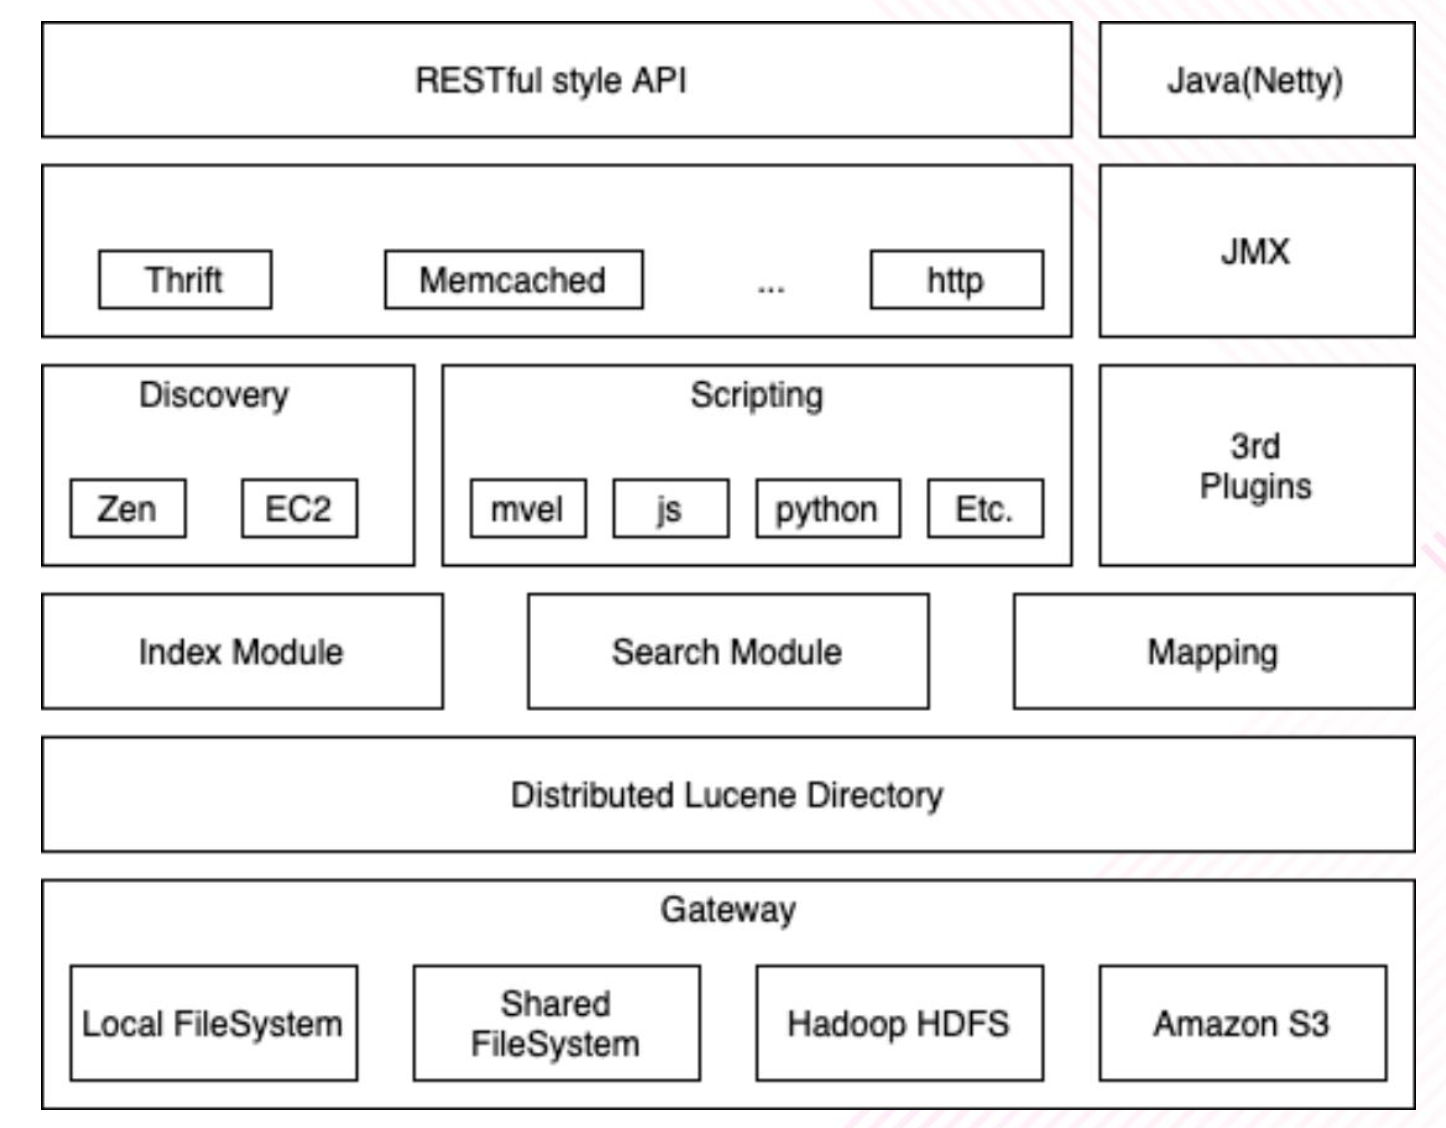 RESTful style API
Java(Netty)
Thrift
Memcached
...
http
JMX
Discovery
Zen
EC2
Scripting
mvel
js
python
Etc.
3rd
Plugins
Index Module
Search Module
Mapping
Distributed Lucene Directory
Gateway
Local FileSystem
Shared
FileSystem
Hadoop HDFS
Amazon S3